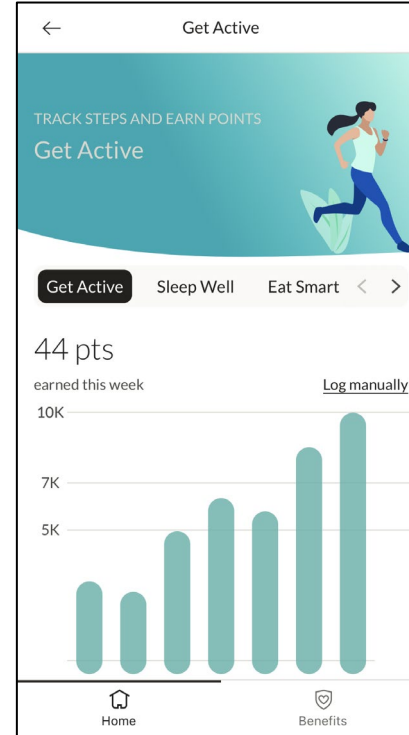 Get Active
TRACK STEPS AND EARN POINTS
Get Active
Get Active Sleep Well Eat Smart
44 pts
earned this week Log manually
10K
7K
5K
Home Benefits